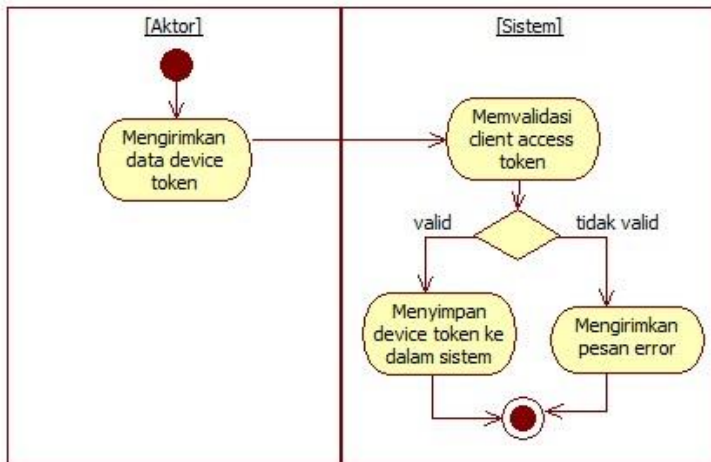 [Aktor]
[Sistem]
Mengirimkan
data device
token
Memvalidasi
client access
token
valid
tidak valid
Menyimpan
device token ke
dalam sistem
Mengirimkan
pesan error